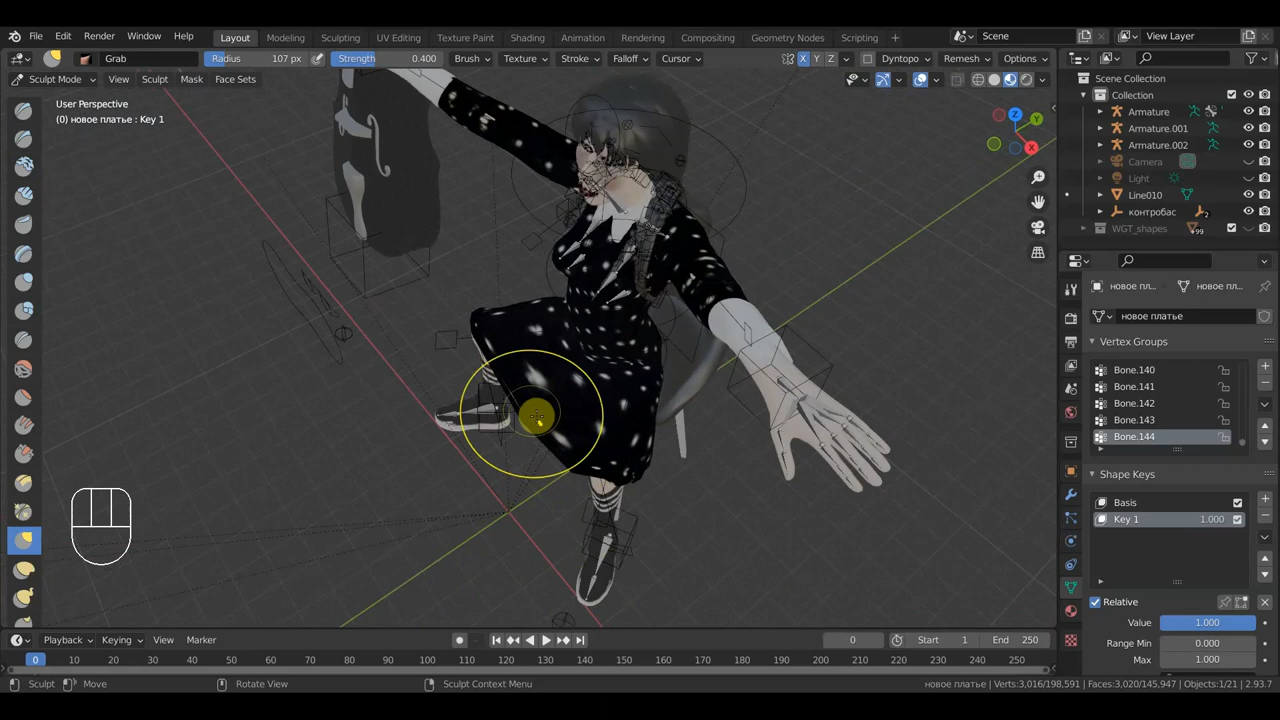 File Edit Render Window Help Layout Modeling Sculpting UV Editing Texture Paint Shading Animation Rendering Compositing Geometry Nodes Scripting + Scene View Layer
Grab Radius 107 px Strength 0.400 Brush Texture Stroke Falloff Cursor X Y Z Dyntopo Remesh Options
Sculpt Mode View Sculpt Mask Face Sets
User Perspective
(0) новое платье : Key 1
Z
Y
X
Scene Collection
Collection
Armature
Armature.001
Armature.002
Camera
Light
Line010
контробас 2
WGT_shapes +99
новое пл... новое пл...
новое платье
Vertex Groups
Bone.140
Bone.141
Bone.142
Bone.143
Bone.144
Shape Keys
Basis
Key 1 1.000
Relative
Value 1.000
Range Min 0.000
Max 1.000
Playback Keying View Marker 0 Start 1 End 250
0 10 20 30 40 50 60 70 80 90 100 110 120 130 140 150 160 170 180 190 200 210 220 230 240 250
Sculpt Move Rotate View Sculpt Context Menu новое платье | Verts:3,016/198,591 | Faces:3,020/145,947 | Objects:1/21 | 2.93.7